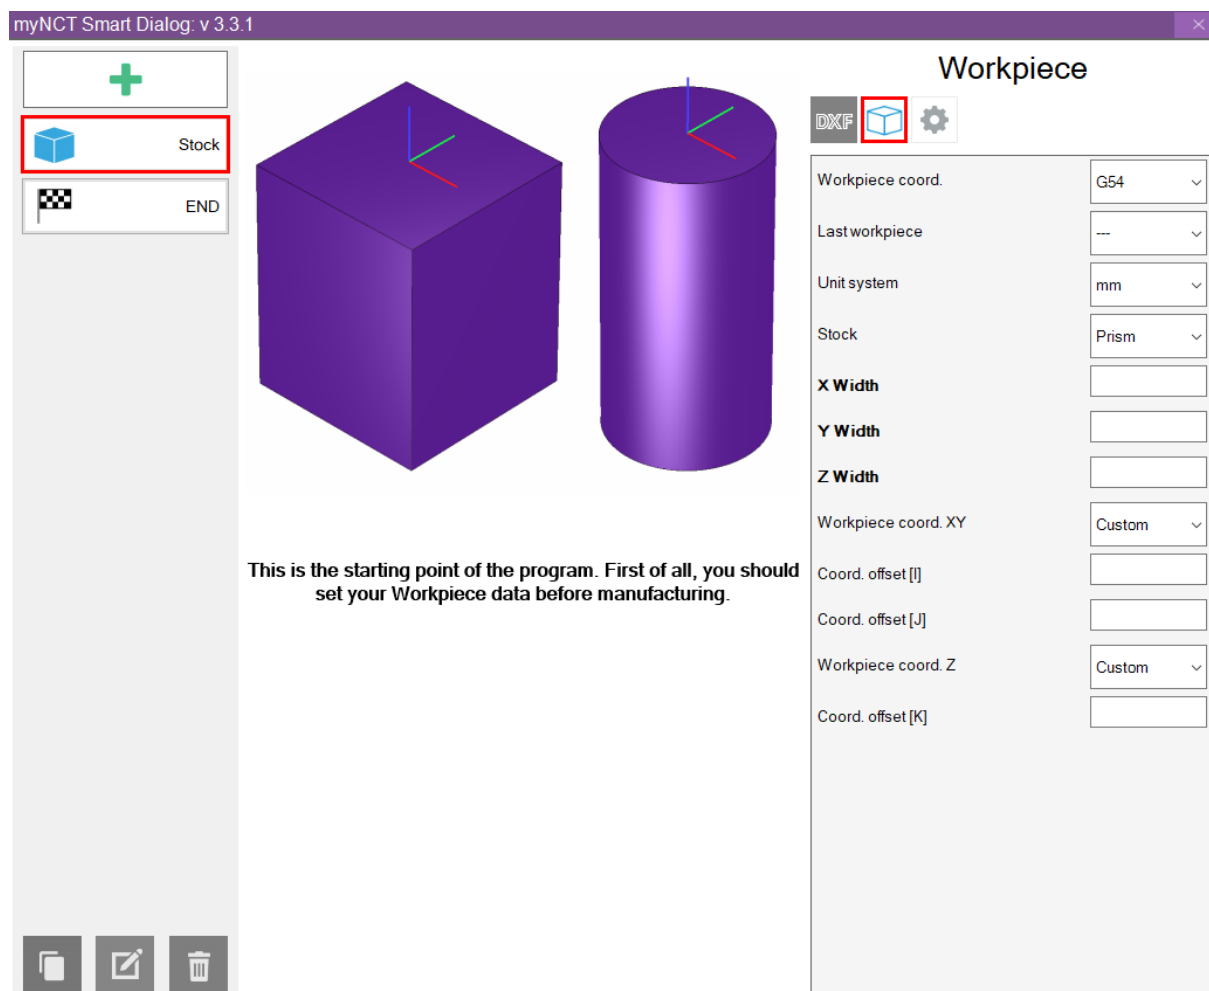 myNCT Smart Dialog: v 3.3.1
Workpiece
Stock
END
DXF
This is the starting point of the program. First of all, you should
set your Workpiece data before manufacturing.
Workpiece coord.
G54
Last workpiece
---
Unit system
mm
Stock
Prism
X Width
Y Width
Z Width
Workpiece coord. XY
Custom
Coord. offset [I]
Coord. offset [J]
Workpiece coord. Z
Custom
Coord. offset [K]